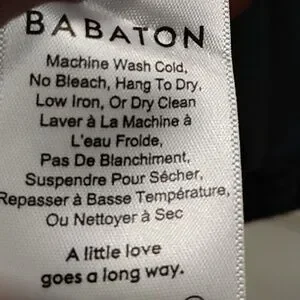 BABATON
Machine Wash Cold,
No Bleach, Hang To Dry,
Low Iron, Or Dry Clean
Laver à La Machine à
L'eau Froide,
Pas De Blanchiment,
Suspendre Pour Sécher,
Repasser à Basse Température,
Ou Nettoyer à Sec
A little love
goes a long way.